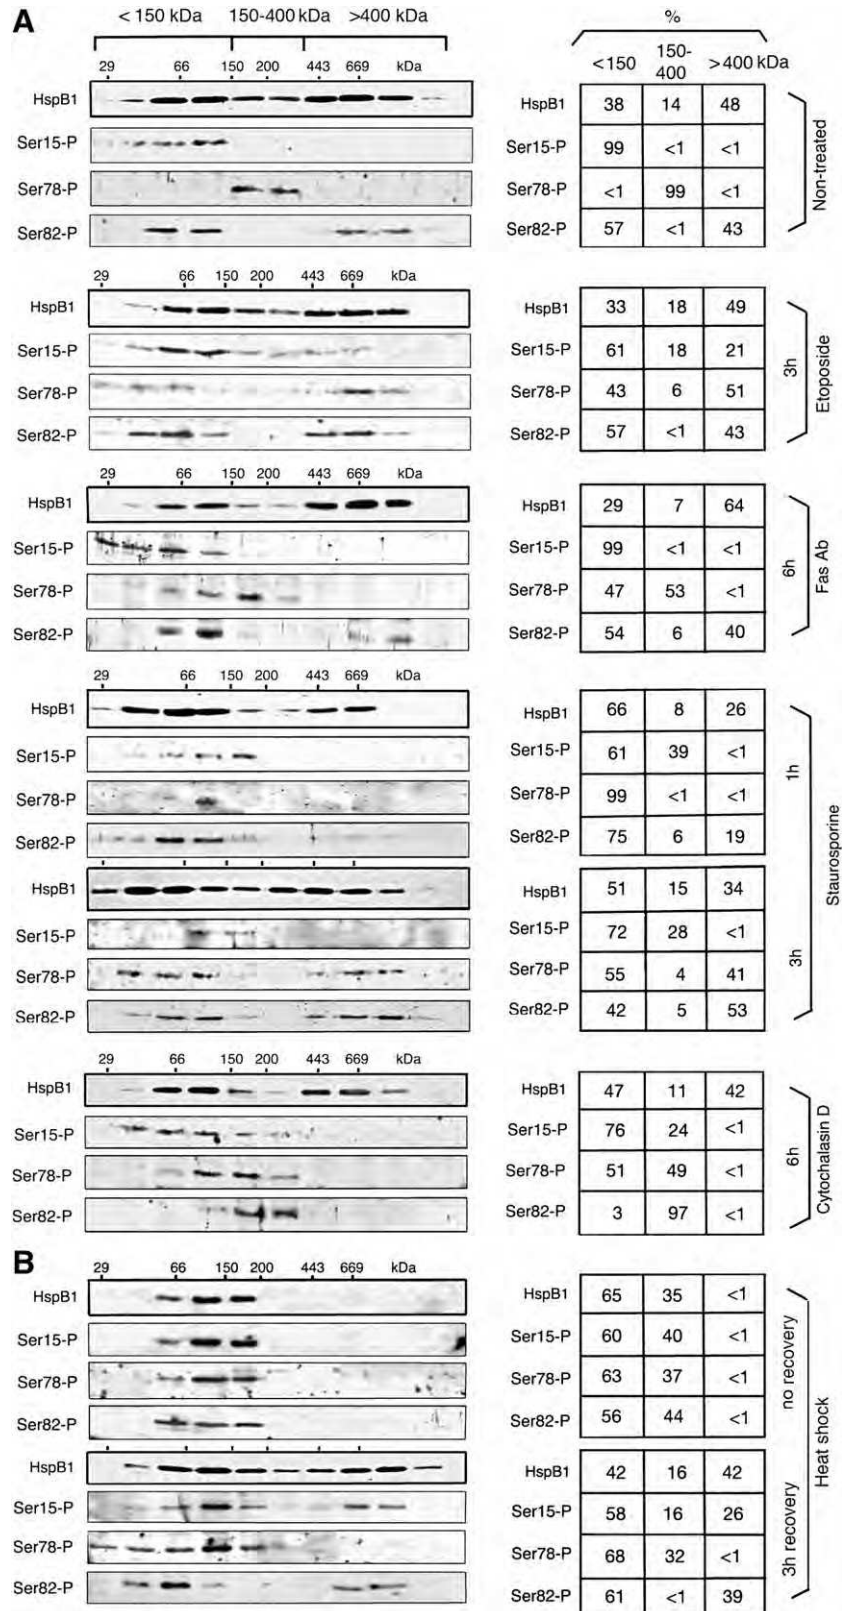 A
< 150 kDa 150-400 kDa >400 kDa
%
<150 150-400 >400 kDa
29 66 150 200 443 669 kDa
HspB1 HspB1 38 14 48
Ser15-P Ser15-P 99 <1 <1
Ser78-P Ser78-P <1 99 <1
Ser82-P Ser82-P 57 <1 43
Non-treated
29 66 150 200 443 669 kDa
HspB1 HspB1 33 18 49
Ser15-P Ser15-P 61 18 21
Ser78-P Ser78-P 43 6 51
Ser82-P Ser82-P 57 <1 43
3h
Etoposide
29 66 150 200 443 669 kDa
HspB1 HspB1 29 7 64
Ser15-P Ser15-P 99 <1 <1
Ser78-P Ser78-P 47 53 <1
Ser82-P Ser82-P 54 6 40
6h
Fas Ab
29 66 150 200 443 669 kDa
HspB1 HspB1 66 8 26
Ser15-P Ser15-P 61 39 <1
Ser78-P Ser78-P 99 <1 <1
Ser82-P Ser82-P 75 6 19
1h
HspB1 HspB1 51 15 34
Ser15-P Ser15-P 72 28 <1
Ser78-P Ser78-P 55 4 41
Ser82-P Ser82-P 42 5 53
3h
Staurosporine
29 66 150 200 443 669 kDa
HspB1 HspB1 47 11 42
Ser15-P Ser15-P 76 24 <1
Ser78-P Ser78-P 51 49 <1
Ser82-P Ser82-P 3 97 <1
6h
Cytochalasin D
B
29 66 150 200 443 669 kDa
HspB1 HspB1 65 35 <1
Ser15-P Ser15-P 60 40 <1
Ser78-P Ser78-P 63 37 <1
Ser82-P Ser82-P 56 44 <1
no recovery
HspB1 HspB1 42 16 42
Ser15-P Ser15-P 58 16 26
Ser78-P Ser78-P 68 32 <1
Ser82-P Ser82-P 61 <1 39
3h recovery
Heat shock